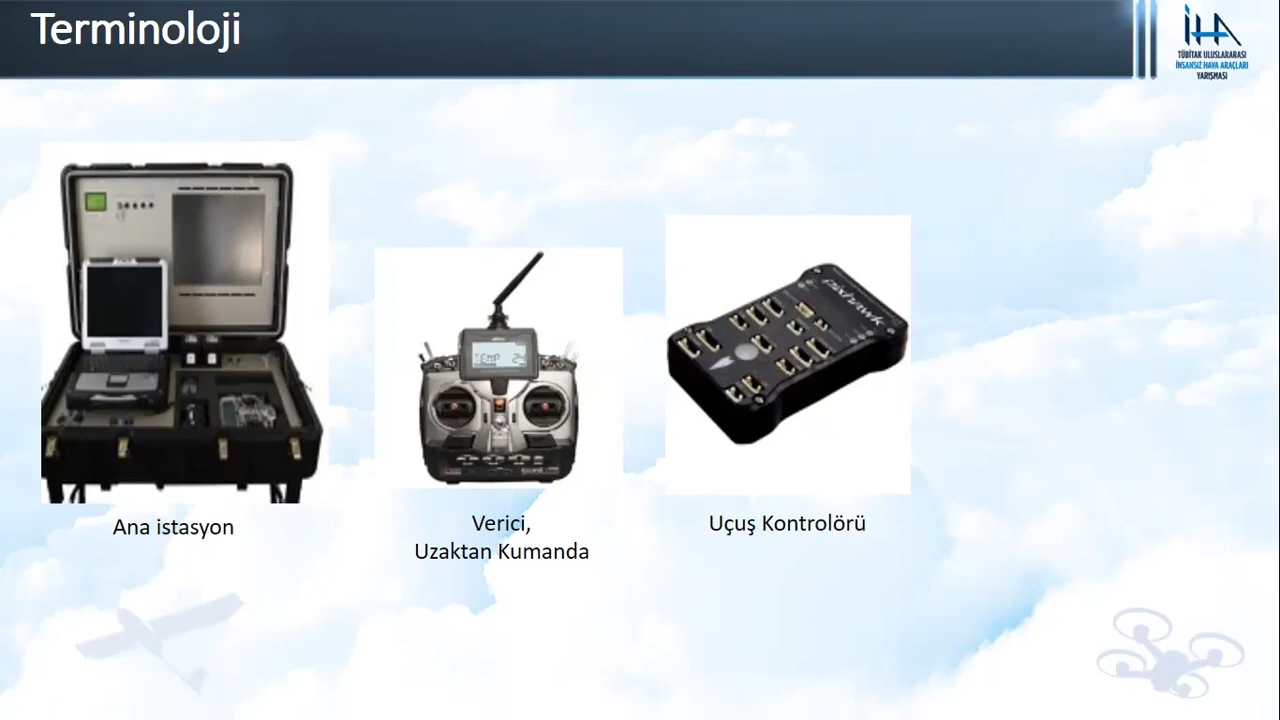 Terminoloji
İHA
TÜBİTAK ULUSLARARASI
İNSANSIZ HAVA ARAÇLARI
YARIŞMASI
pixhawk
TEMP 24
Ana istasyon
Verici,
Uzaktan Kumanda
Uçuş Kontrolörü